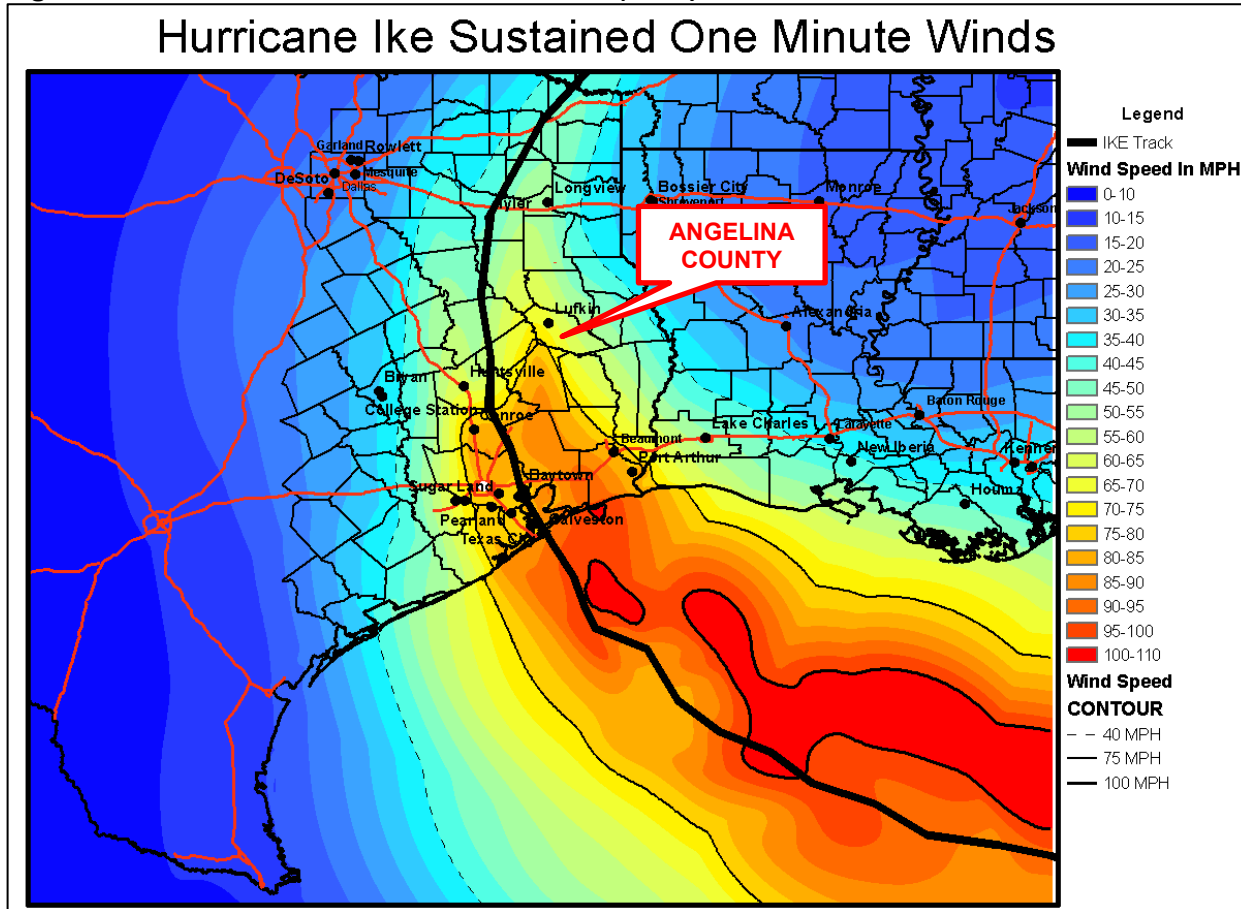 Hurricane Ike Sustained One Minute Winds
Garland Rowlett
DeSoto
Mesquite
Dallas
Longview
Tyler
Bossier City
Shreveport
Monroe
Jackson
ANGELINA
COUNTY
Lufkin
Alexandria
Bryan
Huntsville
College Station
Conroe
Baton Rouge
Lake Charles
Lafayette
Beaumont
New Iberia
Kenner
Port Arthur
Baytown
Sugar Land
Houma
Pearland
Galveston
Texas City
Legend
IKE Track
Wind Speed In MPH
0-10
10-15
15-20
20-25
25-30
30-35
35-40
40-45
45-50
50-55
55-60
60-65
65-70
70-75
75-80
80-85
85-90
90-95
95-100
100-110
Wind Speed
CONTOUR
40 MPH
75 MPH
100 MPH